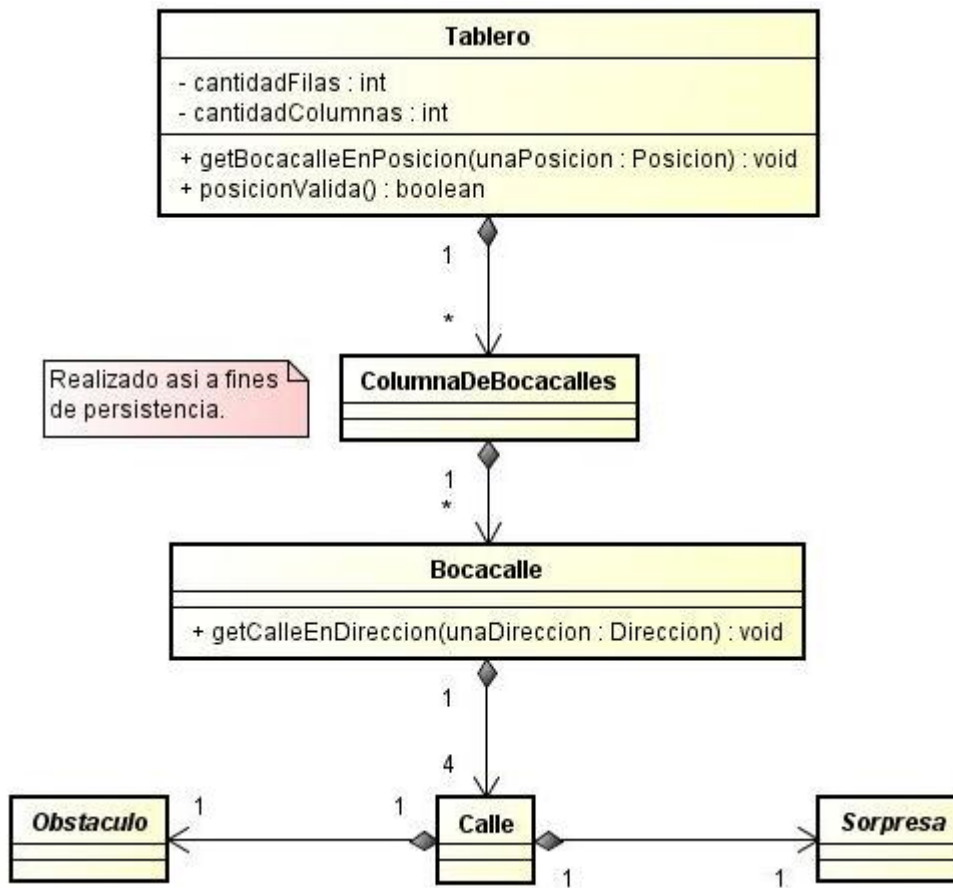 Tablero
- cantidadFilas : int
- cantidadColumnas : int
+ getBocacalleEnPosicion(unaPosicion : Posicion) : void
+ posicionValida() : boolean
1
*
Realizado asi a fines
de persistencia.
ColumnaDeBocacalles
1
*
Bocacalle
+ getCalleEnDireccion(unaDireccion : Direccion) : void
1
4
Obstaculo
1
1
Calle
1
1
Sorpresa